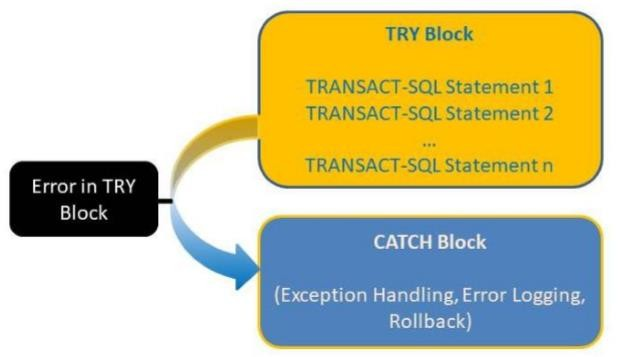 TRY Block
TRANSACT-SQL Statement 1
TRANSACT-SQL Statement 2
...
TRANSACT-SQL Statement n
Error in TRY
Block
CATCH Block
(Exception Handling, Error Logging,
Rollback)